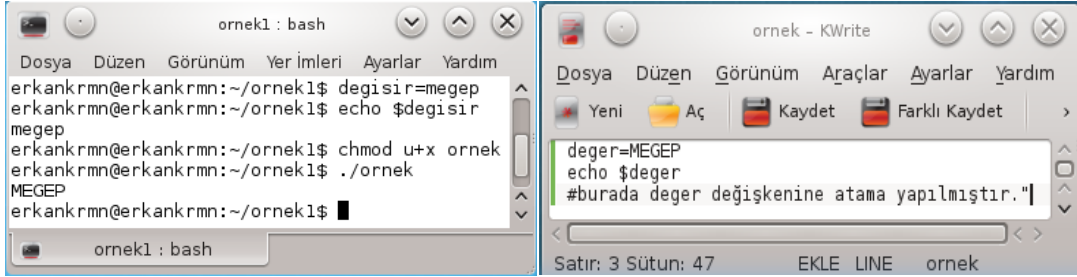 ornek1 : bash
Dosya Düzen Görünüm Yer İmleri Ayarlar Yardım
erkankrmn@erkankrmn:~/ornek1$ degisir=megep
erkankrmn@erkankrmn:~/ornek1$ echo $degisir
megep
erkankrmn@erkankrmn:~/ornek1$ chmod u+x ornek
erkankrmn@erkankrmn:~/ornek1$ ./ornek
MEGEP
erkankrmn@erkankrmn:~/ornek1$
ornek1 : bash
ornek – KWrite
Dosya Düzen Görünüm Araçlar Ayarlar Yardım
Yeni Aç Kaydet Farklı Kaydet
deger=MEGEP
echo $deger
#burada deger değişkenine atama yapılmıştır."
Satır: 3 Sütun: 47 EKLE LINE ornek